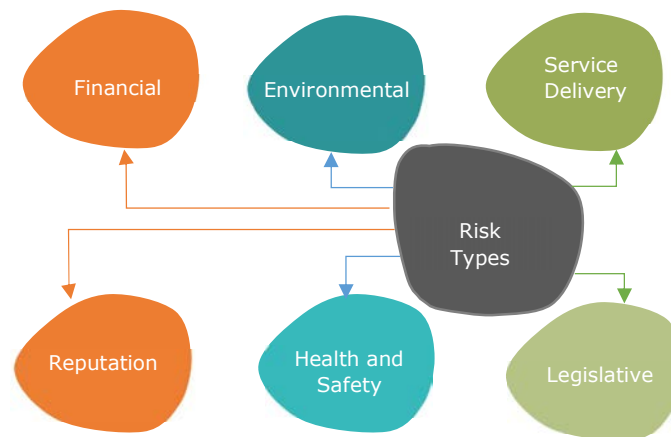 Financial
Environmental
Service
Delivery
Risk
Types
Reputation
Health and
Safety
Legislative